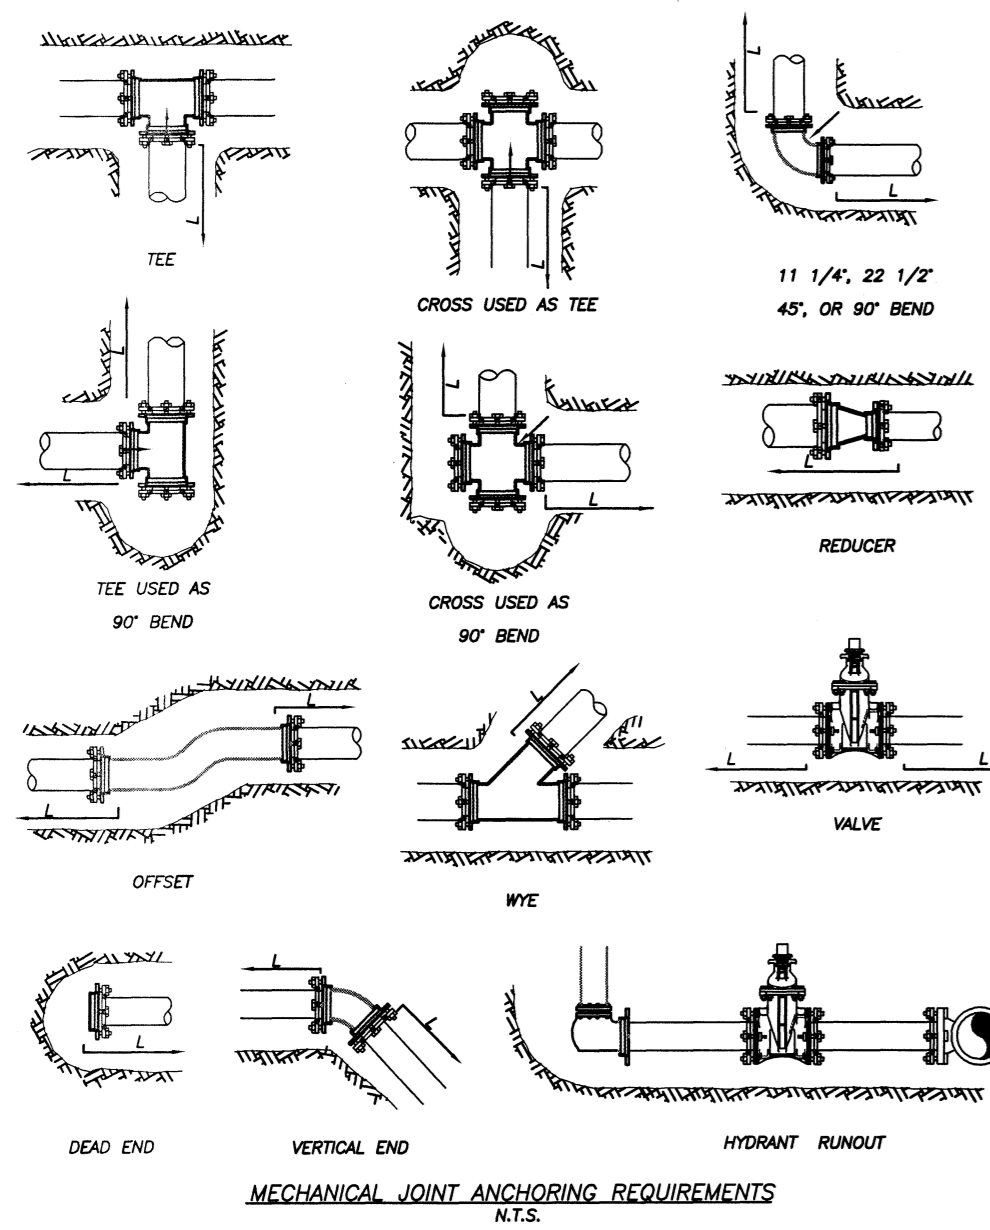 L
TEE
L
CROSS USED AS TEE
L
L
11 1/4°, 22 1/2°
45°, OR 90° BEND
L
L
TEE USED AS
90° BEND
L
L
CROSS USED AS
90° BEND
L
REDUCER
L
L
OFFSET
L
WYE
L
L
VALVE
L
DEAD END
L
L
VERTICAL END
HYDRANT RUNOUT
MECHANICAL JOINT ANCHORING REQUIREMENTS
N.T.S.